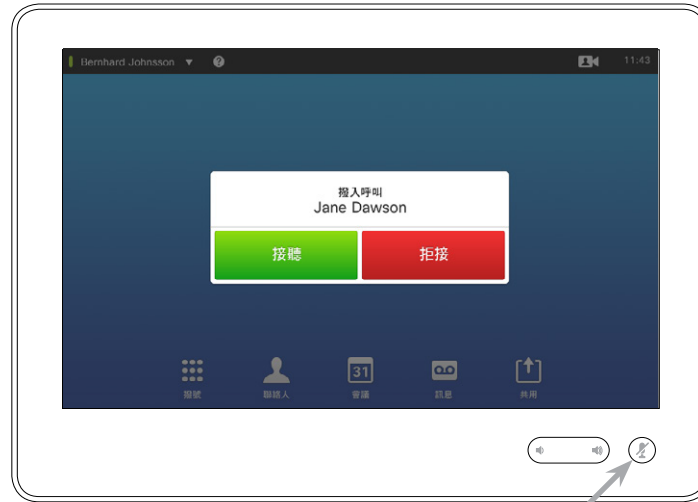 Bernhard Johnsson
11:43
撥入呼叫
Jane Dawson
接聽
拒接
31
撥號
聯絡人
會議
訊息
共用